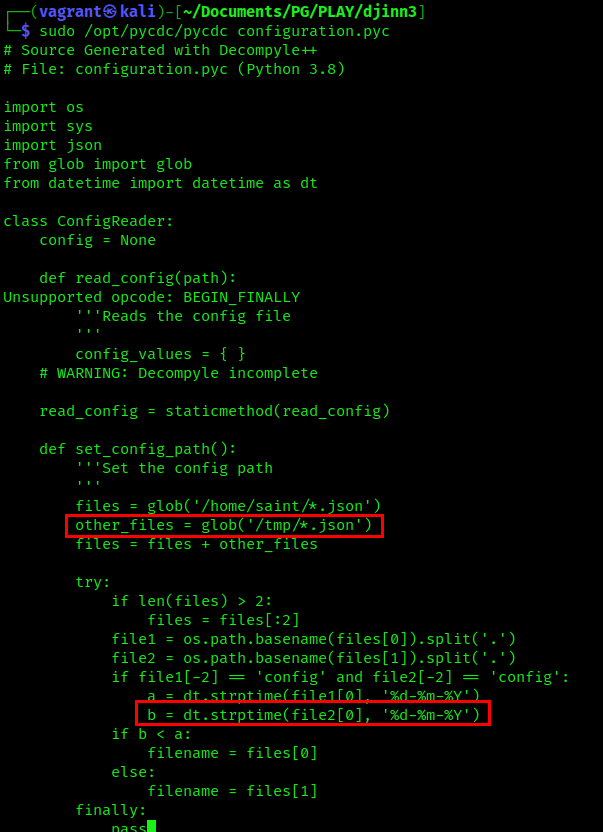 ┌──(vagrant㉿kali)-[~/Documents/PG/PLAY/djinn3]
└─$ sudo /opt/pycdc/pycdc configuration.pyc
# Source Generated with Decompyle++
# File: configuration.pyc (Python 3.8)

import os
import sys
import json
from glob import glob
from datetime import datetime as dt

class ConfigReader:
    config = None

    def read_config(path):
Unsupported opcode: BEGIN_FINALLY
        '''Reads the config file
        '''
        config_values = { }
    # WARNING: Decompyle incomplete

    read_config = staticmethod(read_config)

    def set_config_path():
        '''Set the config path
        '''
        files = glob('/home/saint/*.json')
        other_files = glob('/tmp/*.json')
        files = files + other_files

        try:
            if len(files) > 2:
                files = files[:2]
            file1 = os.path.basename(files[0]).split('.')
            file2 = os.path.basename(files[1]).split('.')
            if file1[-2] == 'config' and file2[-2] == 'config':
                a = dt.strptime(file1[0], '%d-%m-%Y')
                b = dt.strptime(file2[0], '%d-%m-%Y')
            if b < a:
                filename = files[0]
            else:
                filename = files[1]
        finally:
            pass